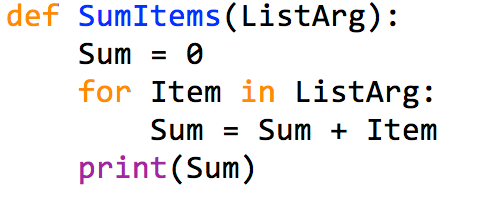 def SumItems(ListArg):
    Sum = 0
    for Item in ListArg:
        Sum = Sum + Item
    print(Sum)